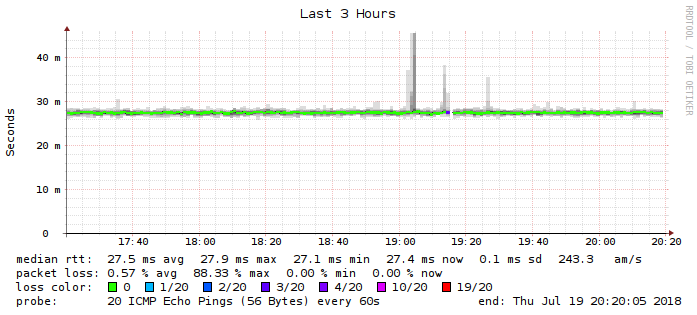 Last 3 Hours
RRDTOOL / TOBI OETIKER
Seconds
40 m
30 m
20 m
10 m
0
17:40 18:00 18:20 18:40 19:00 19:20 19:40 20:00 20:20
median rtt: 27.5 ms avg 27.9 ms max 27.1 ms min 27.4 ms now 0.1 ms sd 243.3 am/s
packet loss: 0.57 % avg 88.33 % max 0.00 % min 0.00 % now
loss color: 0 1/20 2/20 3/20 4/20 10/20 19/20
probe: 20 ICMP Echo Pings (56 Bytes) every 60s end: Thu Jul 19 20:20:05 2018